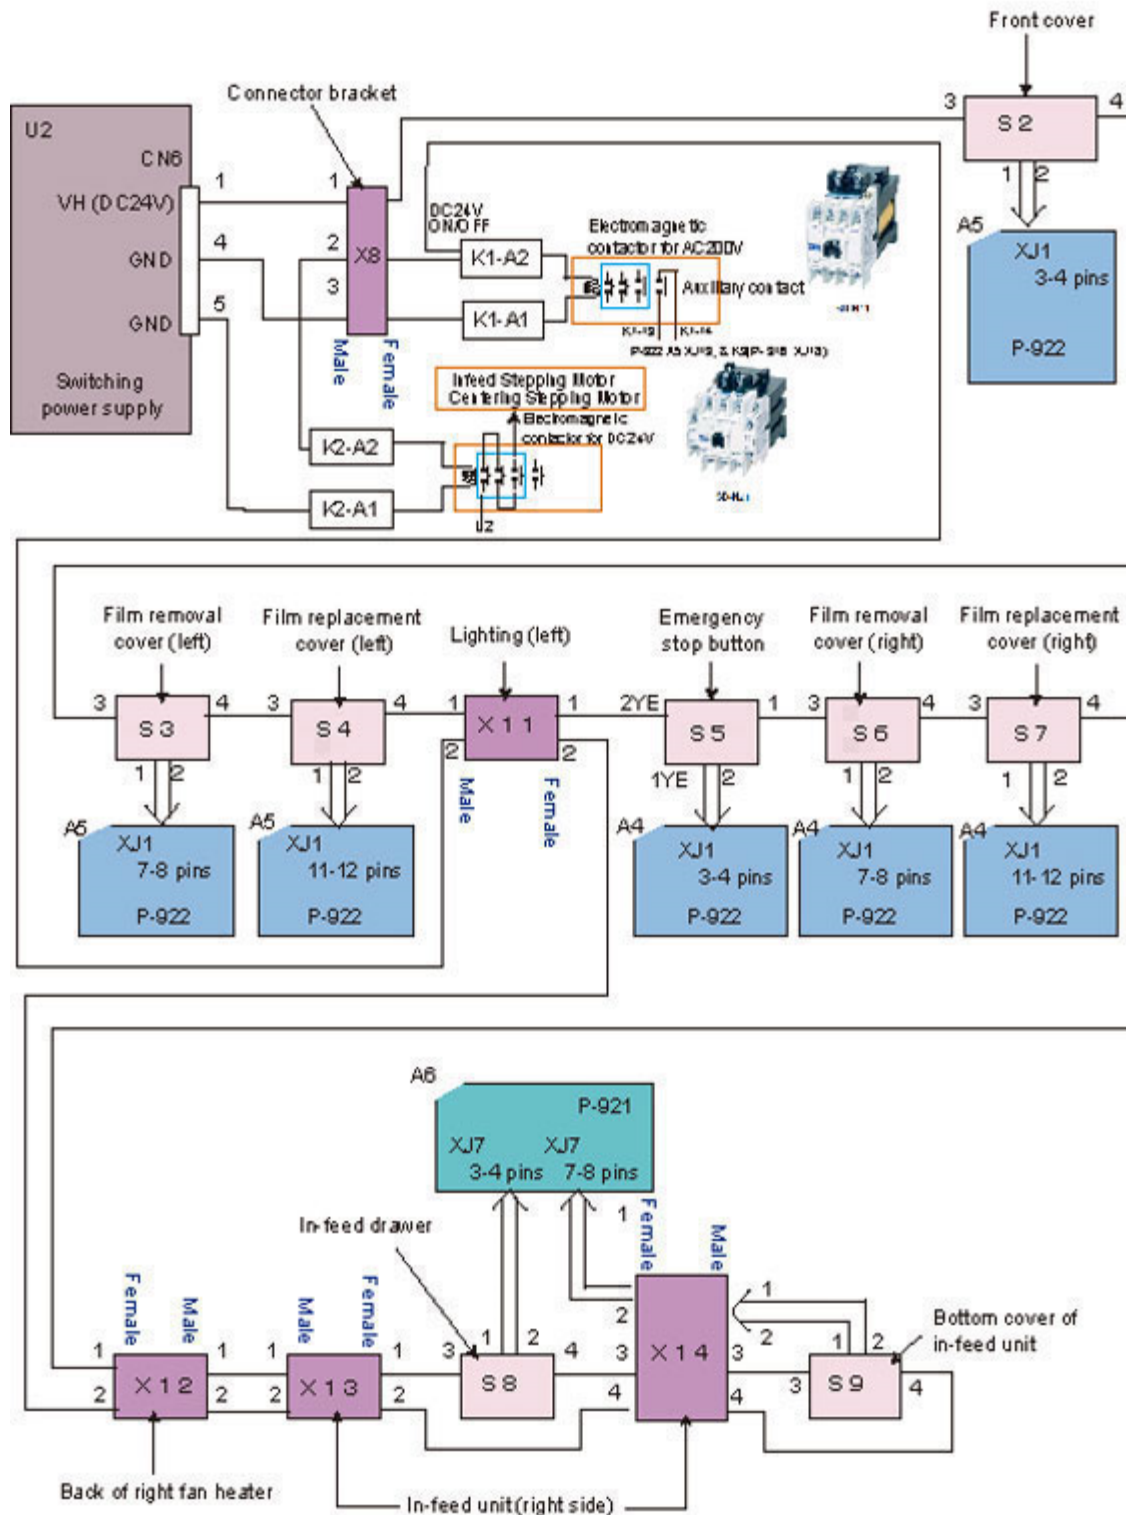 Front cover
Connector bracket
3
S2
4
1
2
U2
CN6
VH (DC24V)
GND
GND
Switching
power supply
1
4
5
1
2
3
X8
Male
Female
DC24V
ON/OFF
K1-A2
K1-A1
Electromagnetic
contactor for AC200V
Auxiliary contact
A5
XJ1
3-4 pins
P-922
Infeed Stepping Motor
Centering Stepping Motor
Electromagnetic
contactor for DC24V
K2-A2
K2-A1
U2
Film removal
cover (left)
Film replacement
cover (left)
Lighting (left)
Emergency
stop button
Film removal
cover (right)
Film replacement
cover (right)
3
S3
4
3
S4
4
1
X11
1
2YE
S5
1
3
S6
4
3
S7
4
1
2
1
2
2
2
1YE
2
1
2
1
2
Male
Female
A5
XJ1
7-8 pins
P-922
A5
XJ1
11-12 pins
P-922
A4
XJ1
3-4 pins
P-922
A4
XJ1
7-8 pins
P-922
A4
XJ1
11-12 pins
P-922
A6
P-921
XJ7
3-4 pins
XJ7
7-8 pins
In-feed drawer
Female
Male
Male
Female
Female
Male
1
2
X12
1
2
1
2
X13
1
2
3
S8
4
1
2
1
2
3
4
X14
1
2
3
4
3
S9
4
1
2
Bottom cover of
in-feed unit
Back of right fan heater
In-feed unit (right side)